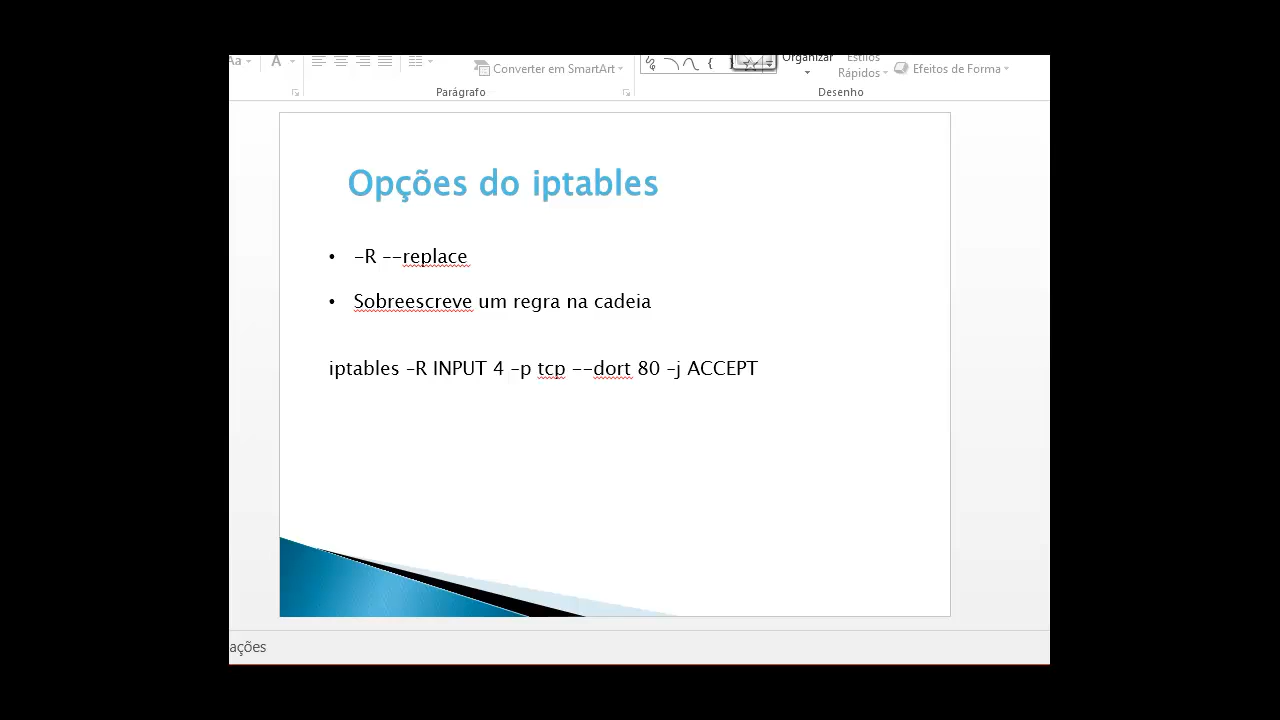 Aa A Converter em SmartArt Organizar Estilos
Rápidos Efeitos de Forma
Parágrafo Desenho
Opções do iptables
• -R --replace
• Sobreescreve um regra na cadeia
iptables -R INPUT 4 -p tcp --dort 80 -j ACCEPT
ações